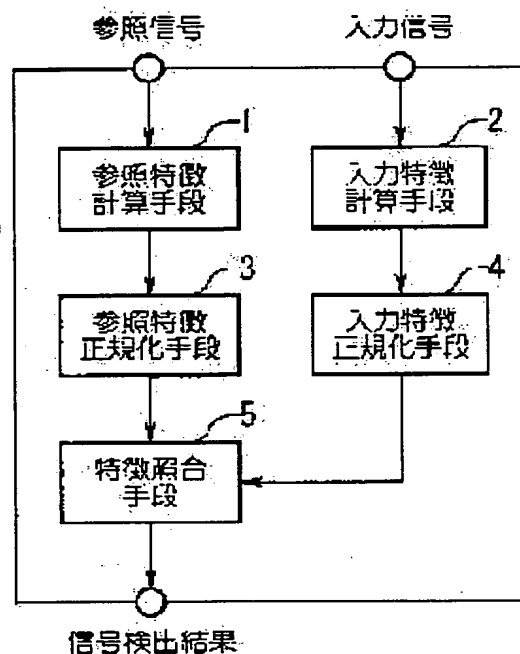 参照信号
入力信号
1
参照特徴
計算手段
2
入力特徴
計算手段
3
参照特徴
正規化手段
4
入力特徴
正規化手段
5
特徴照合
手段
信号検出結果